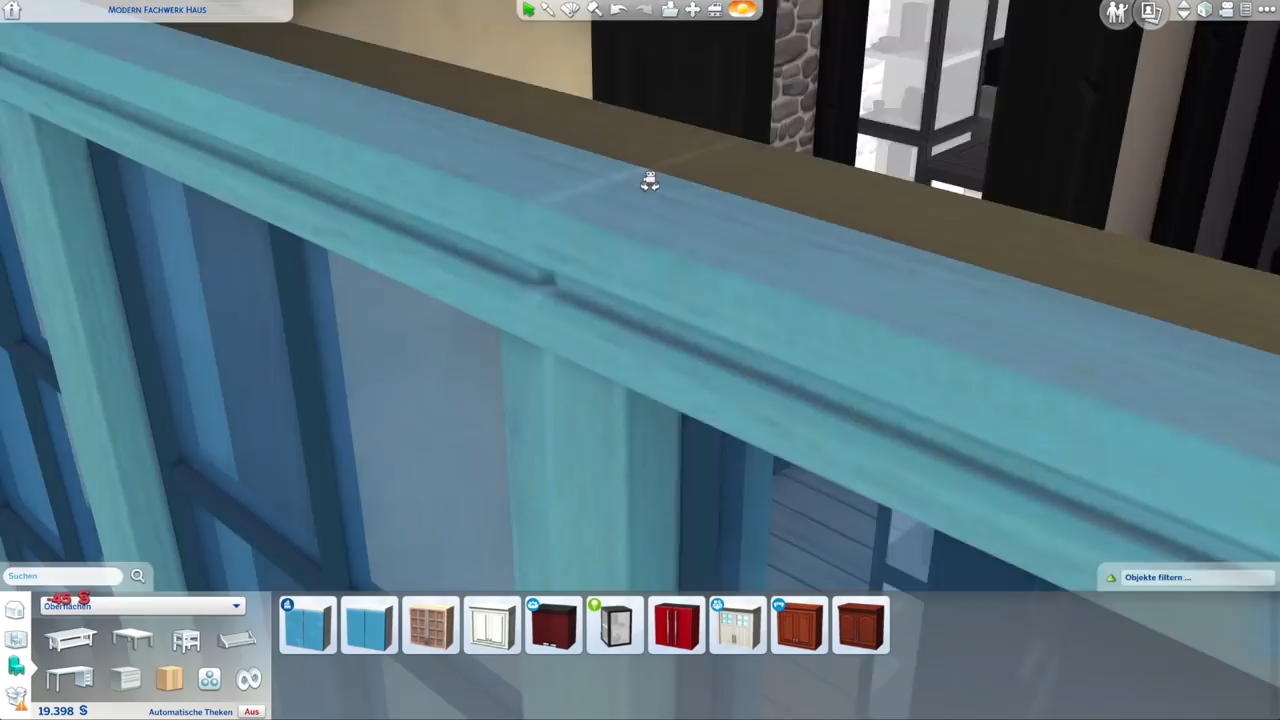 MODERN FACHWERK HAUS
Suchen
-45 $
Oberflächen
Objekte filtern ...
19.398 $
Automatische Theken
Aus